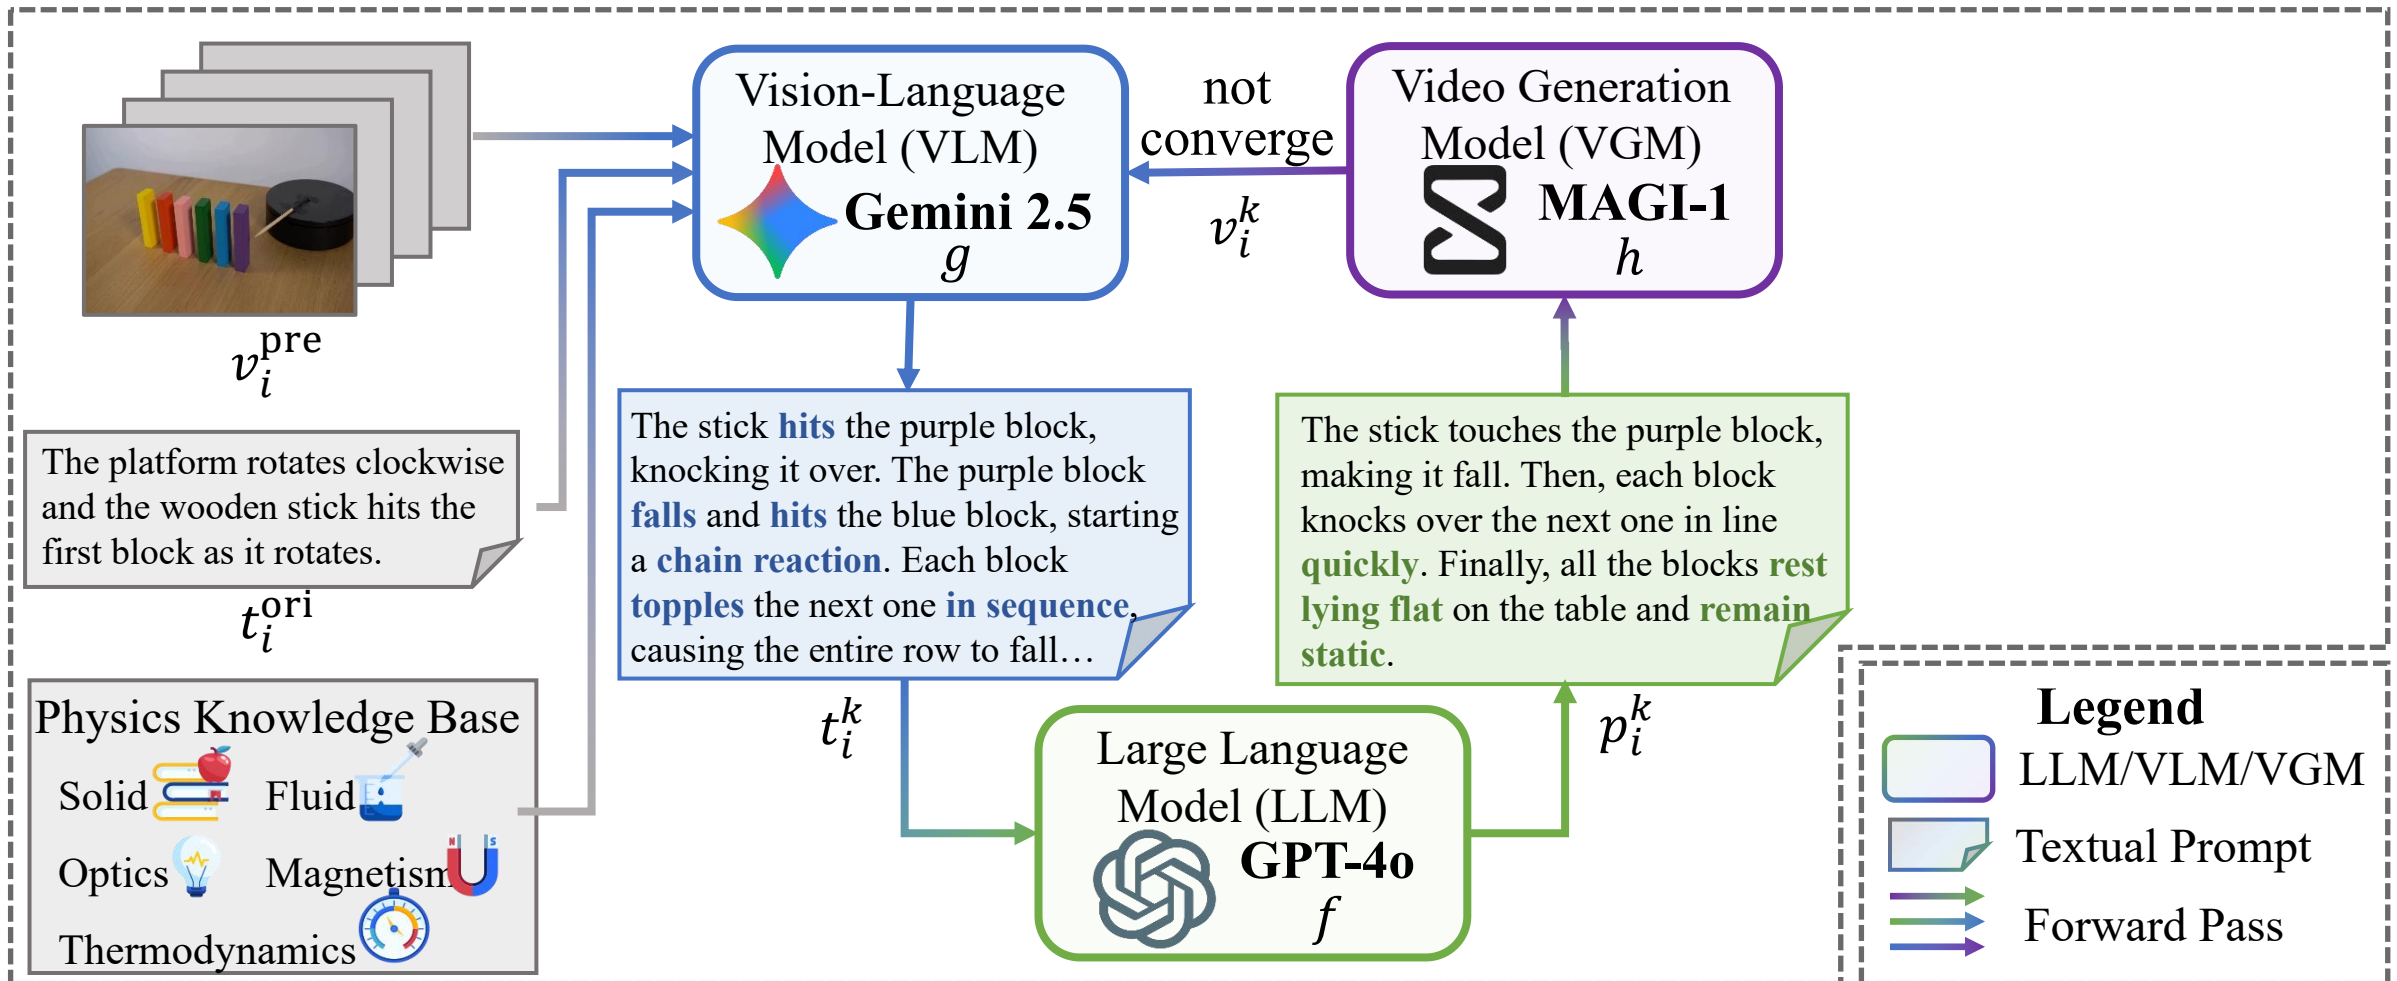 Vision-Language
Model (VLM)
Gemini 2.5
g
not
converge
v_i^k
Video Generation
Model (VGM)
MAGI-1
h
v_i^pre
The platform rotates clockwise
and the wooden stick hits the
first block as it rotates.
t_i^ori
Physics Knowledge Base
Solid
Fluid
Optics
Magnetism
N S
Thermodynamics
The stick hits the purple block,
knocking it over. The purple block
falls and hits the blue block, starting
a chain reaction. Each block
topples the next one in sequence,
causing the entire row to fall…
t_i^k
Large Language
Model (LLM)
GPT-4o
f
The stick touches the purple block,
making it fall. Then, each block
knocks over the next one in line
quickly. Finally, all the blocks rest
lying flat on the table and remain
static.
p_i^k
Legend
LLM/VLM/VGM
Textual Prompt
Forward Pass